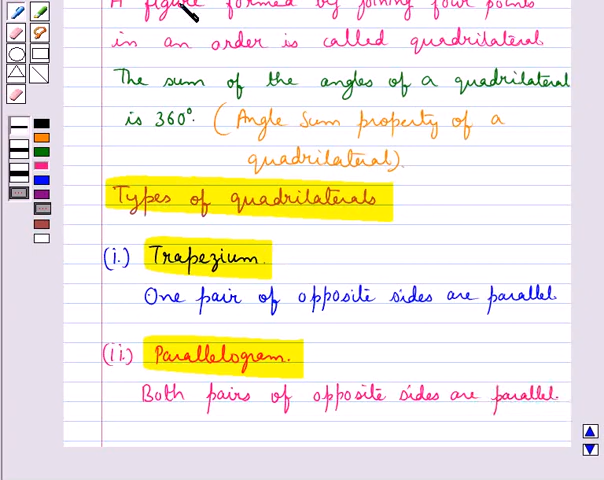 A figure formed by joining four points
in an order is called quadrilateral
The sum of the angles of a quadrilateral
is 360°. (Angle Sum property of a
quadrilateral).
Types of quadrilaterals
(i.) Trapezium.
One pair of opposite sides are parallel.
(ii.) Parallelogram.
Both pairs of opposite sides are parallel.